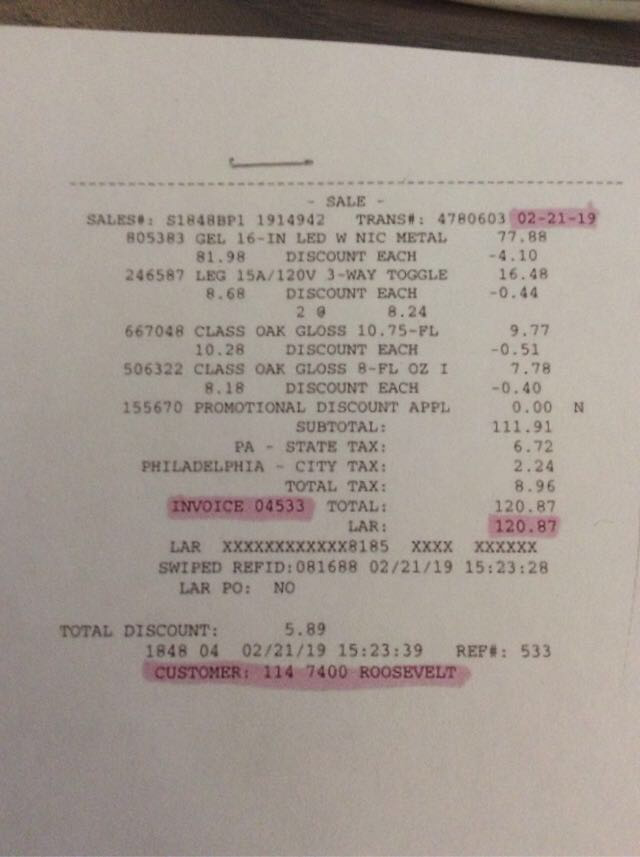 - SALE -
SALES#: S1848BP1 1914942 TRANS#: 4780603 02-21-19
805383 GEL 16-IN LED W NIC METAL 77.88
81.98 DISCOUNT EACH -4.10
246587 LEG 15A/120V 3-WAY TOGGLE 16.48
8.68 DISCOUNT EACH -0.44
2 @ 8.24
667048 CLASS OAK GLOSS 10.75-FL 9.77
10.28 DISCOUNT EACH -0.51
506322 CLASS OAK GLOSS 8-FL OZ I 7.78
8.18 DISCOUNT EACH -0.40
155670 PROMOTIONAL DISCOUNT APPL 0.00 N
SUBTOTAL: 111.91
PA - STATE TAX: 6.72
PHILADELPHIA - CITY TAX: 2.24
TOTAL TAX: 8.96
INVOICE 04533 TOTAL: 120.87
LAR: 120.87
LAR XXXXXXXXXXXX8185 XXXX XXXXXX
SWIPED REFID:081688 02/21/19 15:23:28
LAR PO: NO
TOTAL DISCOUNT: 5.89
1848 04 02/21/19 15:23:39 REF#: 533
CUSTOMER: 114 7400 ROOSEVELT